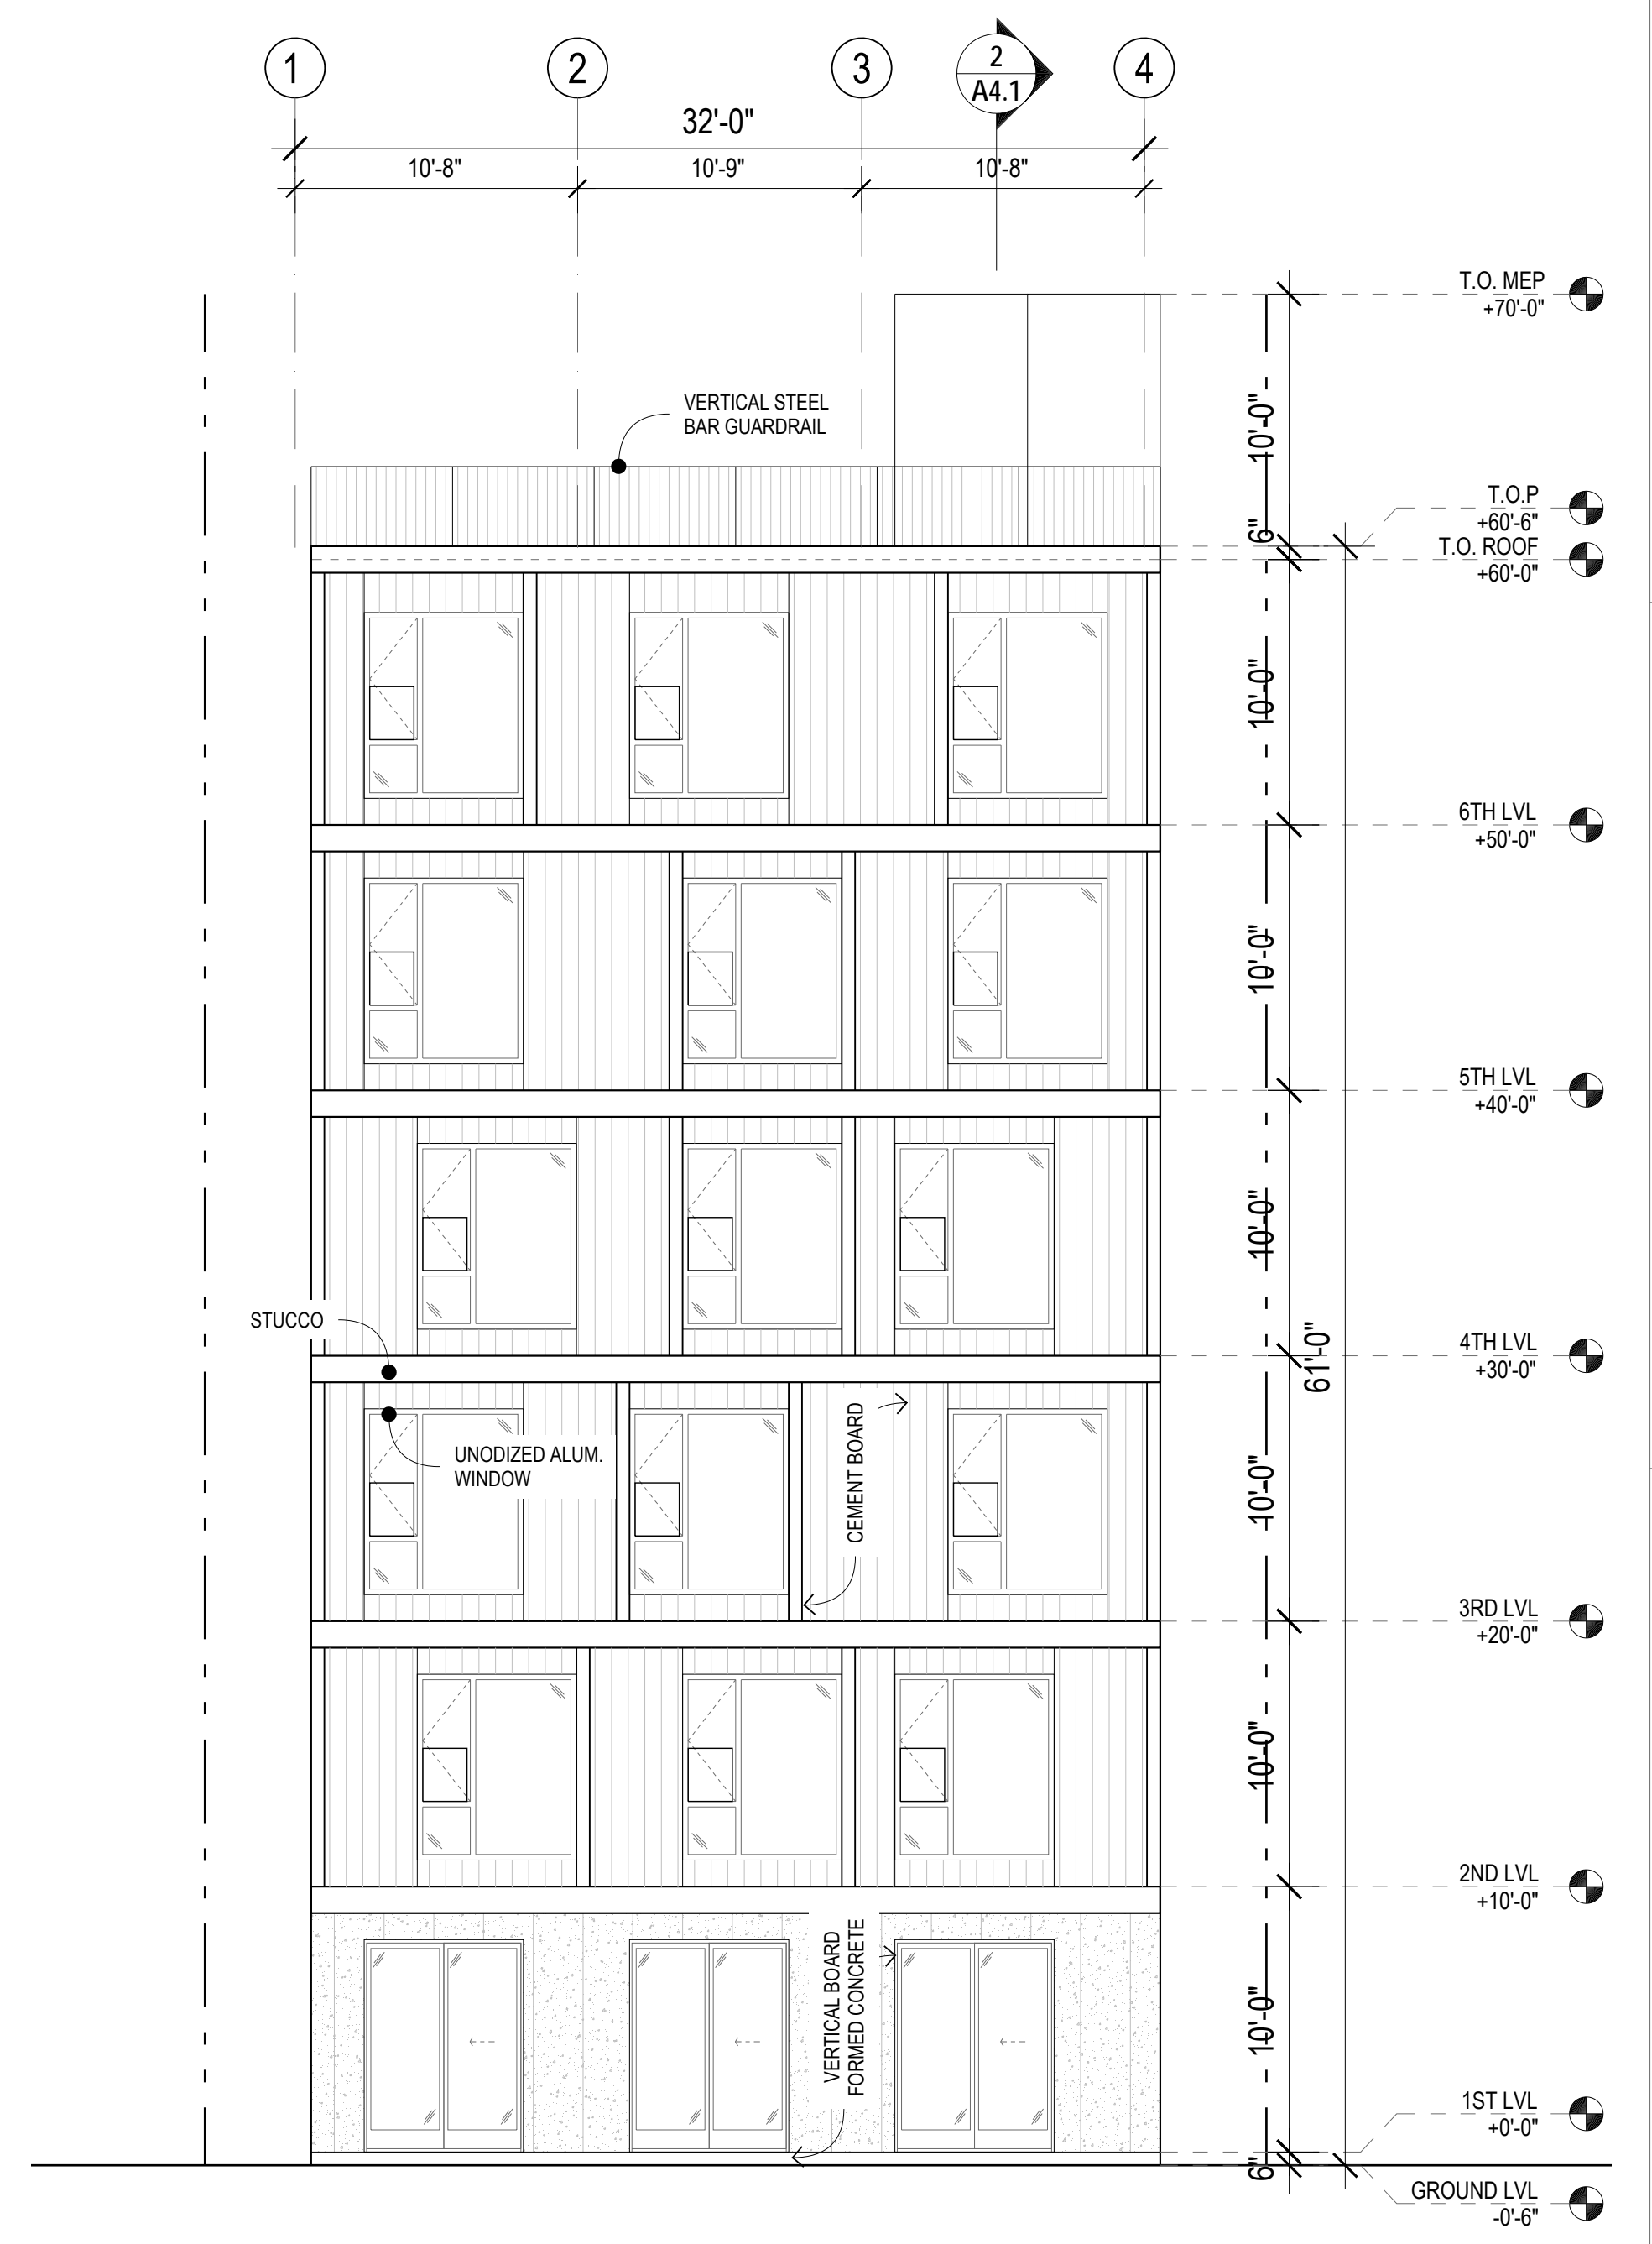 1
2
3
2
A4.1
4
32'-0"
10'-8"
10'-9"
10'-8"
T.O. MEP
+70'-0"
VERTICAL STEEL
BAR GUARDRAIL
10'-0"
T.O.P
+60'-6"
6"
T.O. ROOF
+60'-0"
10'-0"
6TH LVL
+50'-0"
10'-0"
5TH LVL
+40'-0"
10'-0"
STUCCO
4TH LVL
+30'-0"
61'-0"
UNODIZED ALUM.
WINDOW
CEMENT BOARD
10'-0"
3RD LVL
+20'-0"
10'-0"
2ND LVL
+10'-0"
VERTICAL BOARD
FORMED CONCRETE
10'-0"
1ST LVL
+0'-0"
6"
GROUND LVL
-0'-6"